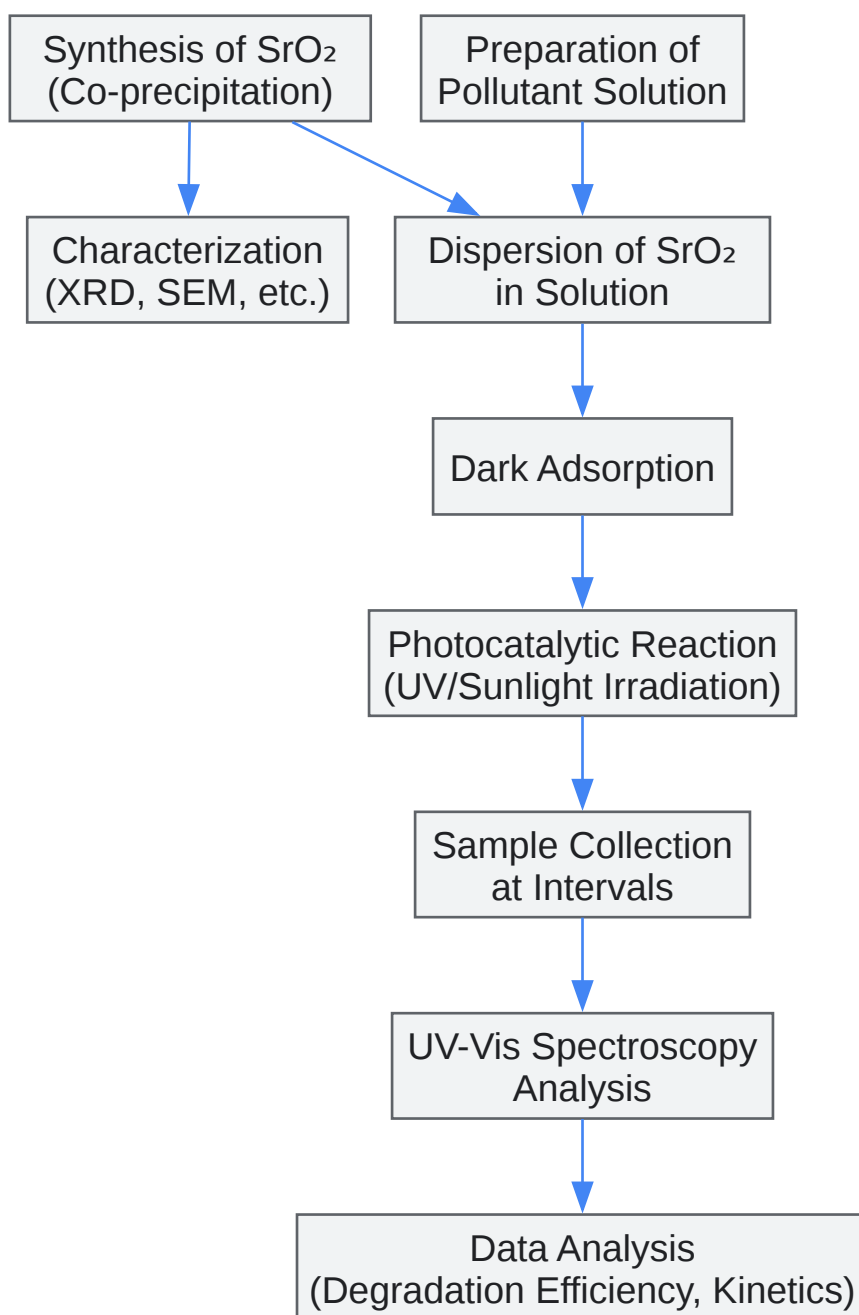 Synthesis of SrO₂
(Co-precipitation)
Preparation of
Pollutant Solution
Characterization
(XRD, SEM, etc.)
Dispersion of SrO₂
in Solution
Dark Adsorption
Photocatalytic Reaction
(UV/Sunlight Irradiation)
Sample Collection
at Intervals
UV-Vis Spectroscopy
Analysis
Data Analysis
(Degradation Efficiency, Kinetics)